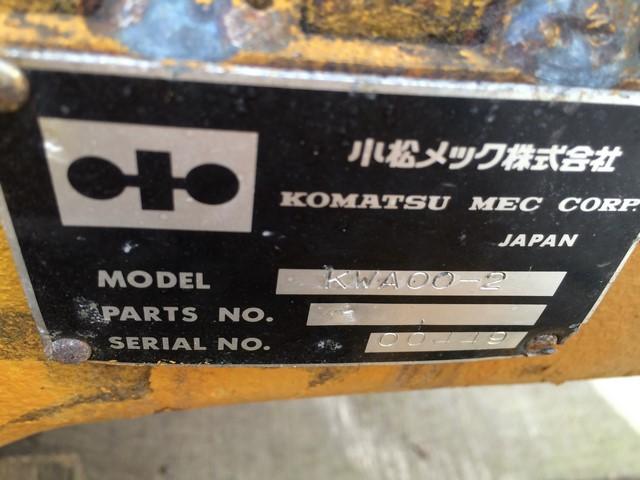 小松メック株式会社
KOMATSU MEC CORP.
JAPAN
MODEL KWA00-2
PARTS NO.
SERIAL NO. 00119